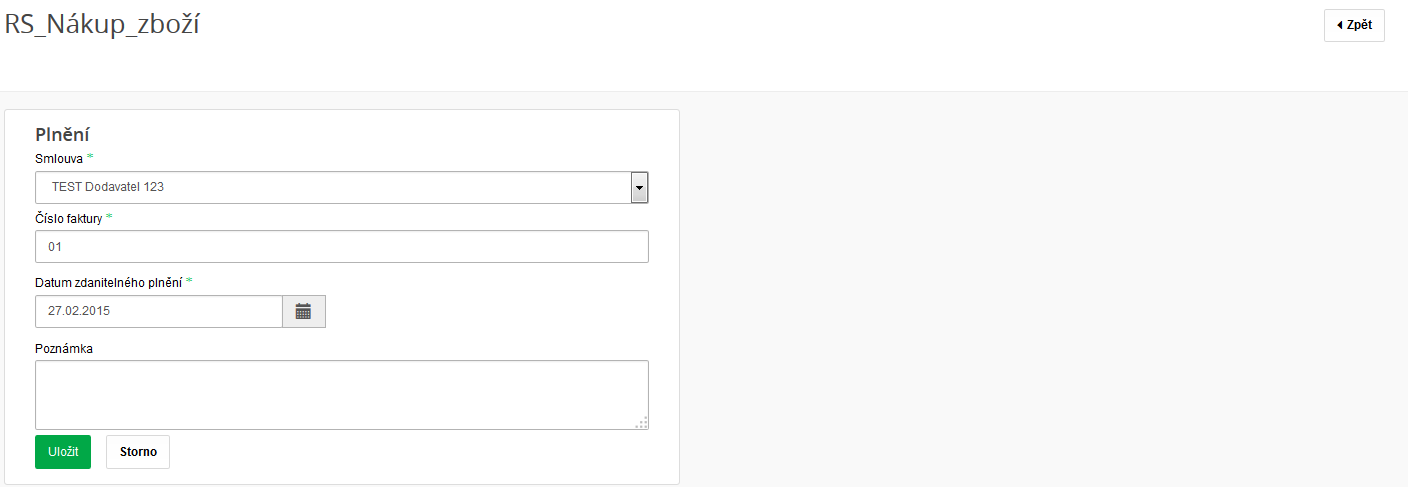 RS_Nákup_zboží
Zpět
Plnění
Smlouva *
TEST Dodavatel 123
Číslo faktury *
01
Datum zdanitelného plnění *
27.02.2015
Poznámka
Uložit
Storno